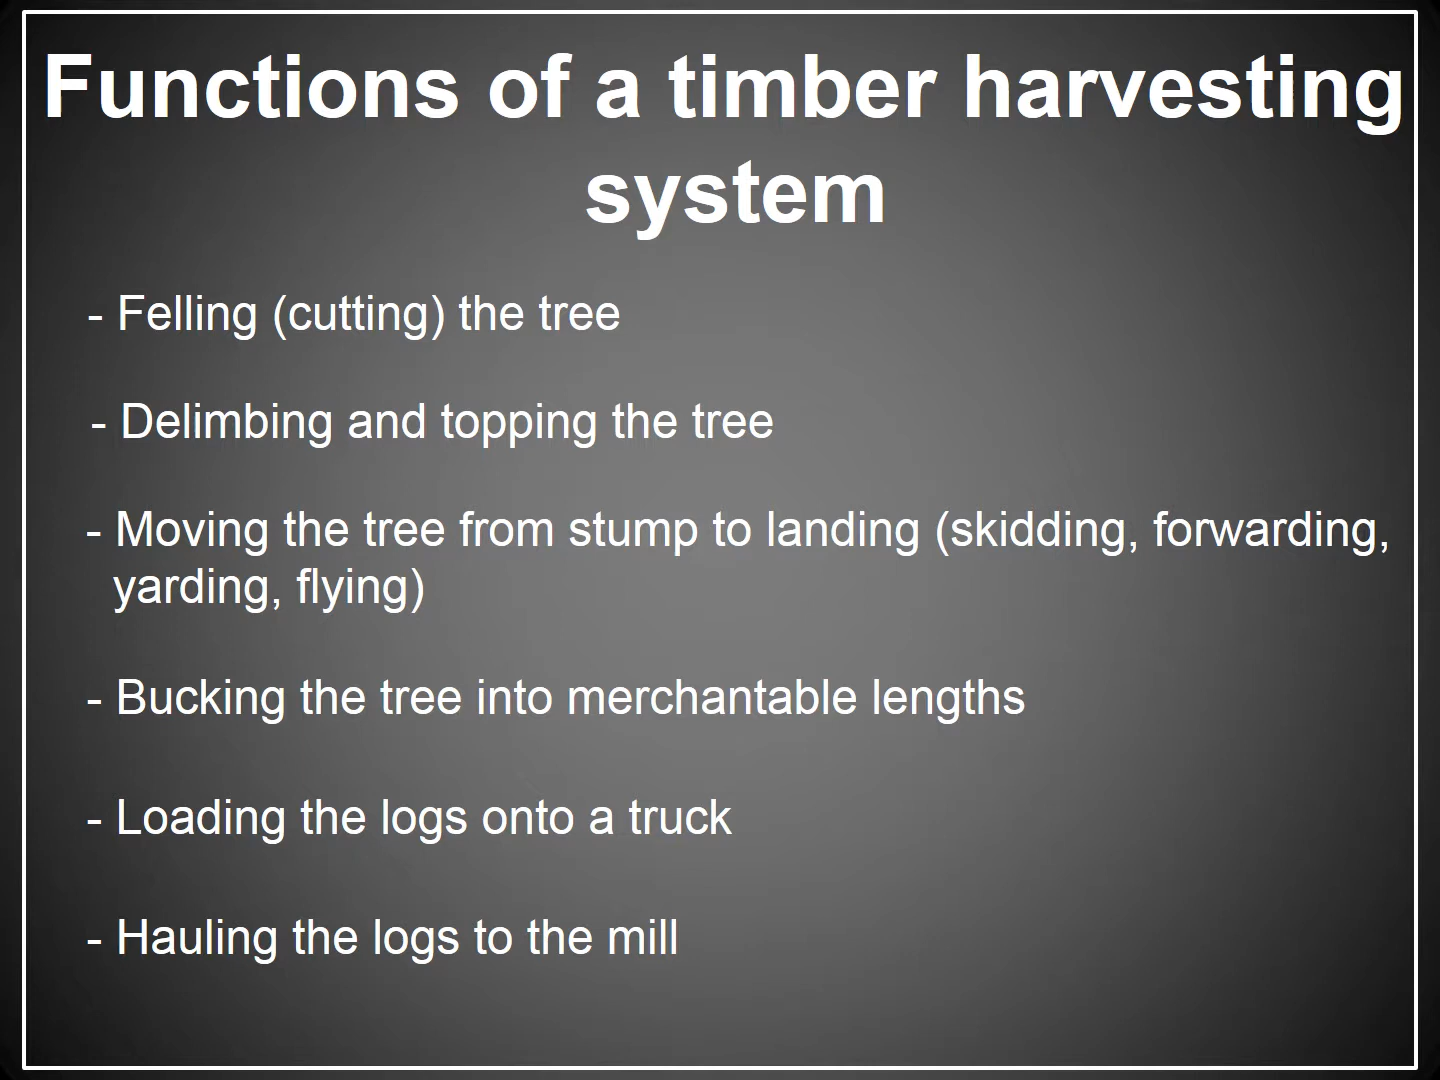 Functions of a timber harvesting
system
- Felling (cutting) the tree
- Delimbing and topping the tree
- Moving the tree from stump to landing (skidding, forwarding,
yarding, flying)
- Bucking the tree into merchantable lengths
- Loading the logs onto a truck
- Hauling the logs to the mill